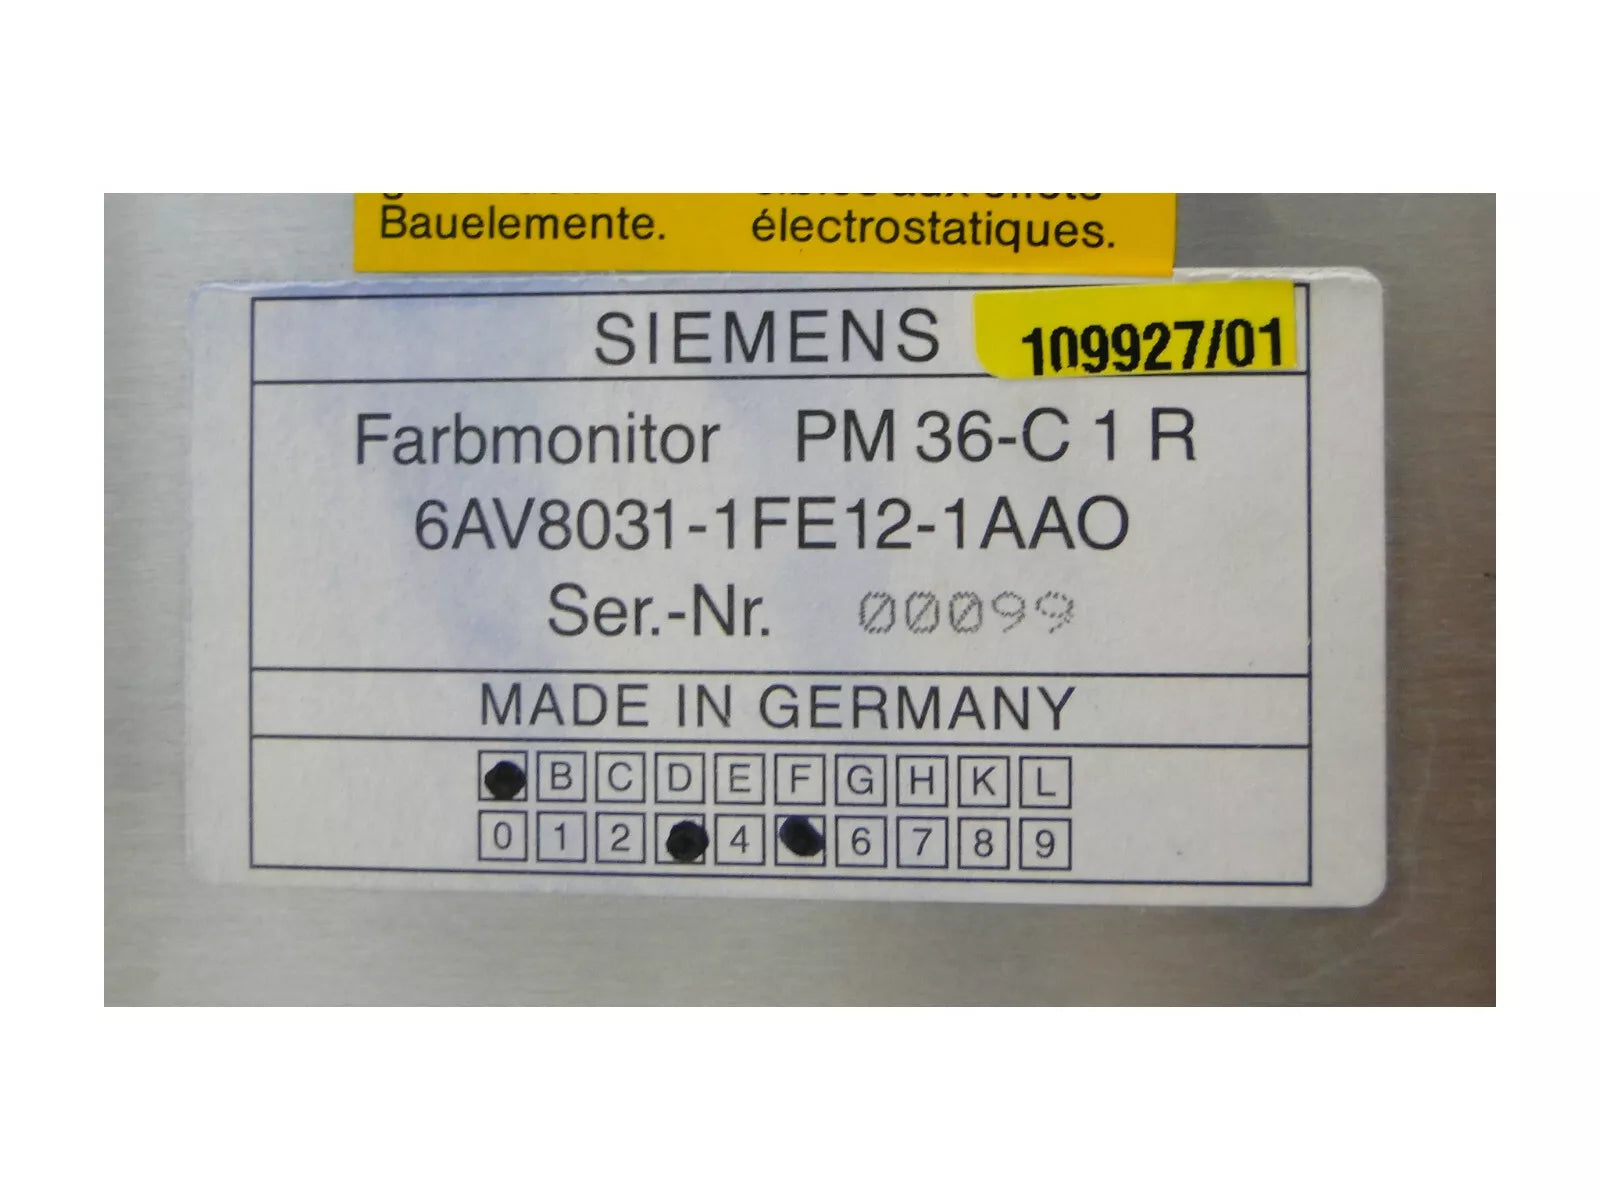 Bauelemente.
électrostatiques.
SIEMENS
109927/01
Farbmonitor PM 36-C 1 R
6AV8031-1FE12-1AA0
Ser.-Nr. 00099
MADE IN GERMANY
B C D E F G H K L
0 1 2 4 6 7 8 9